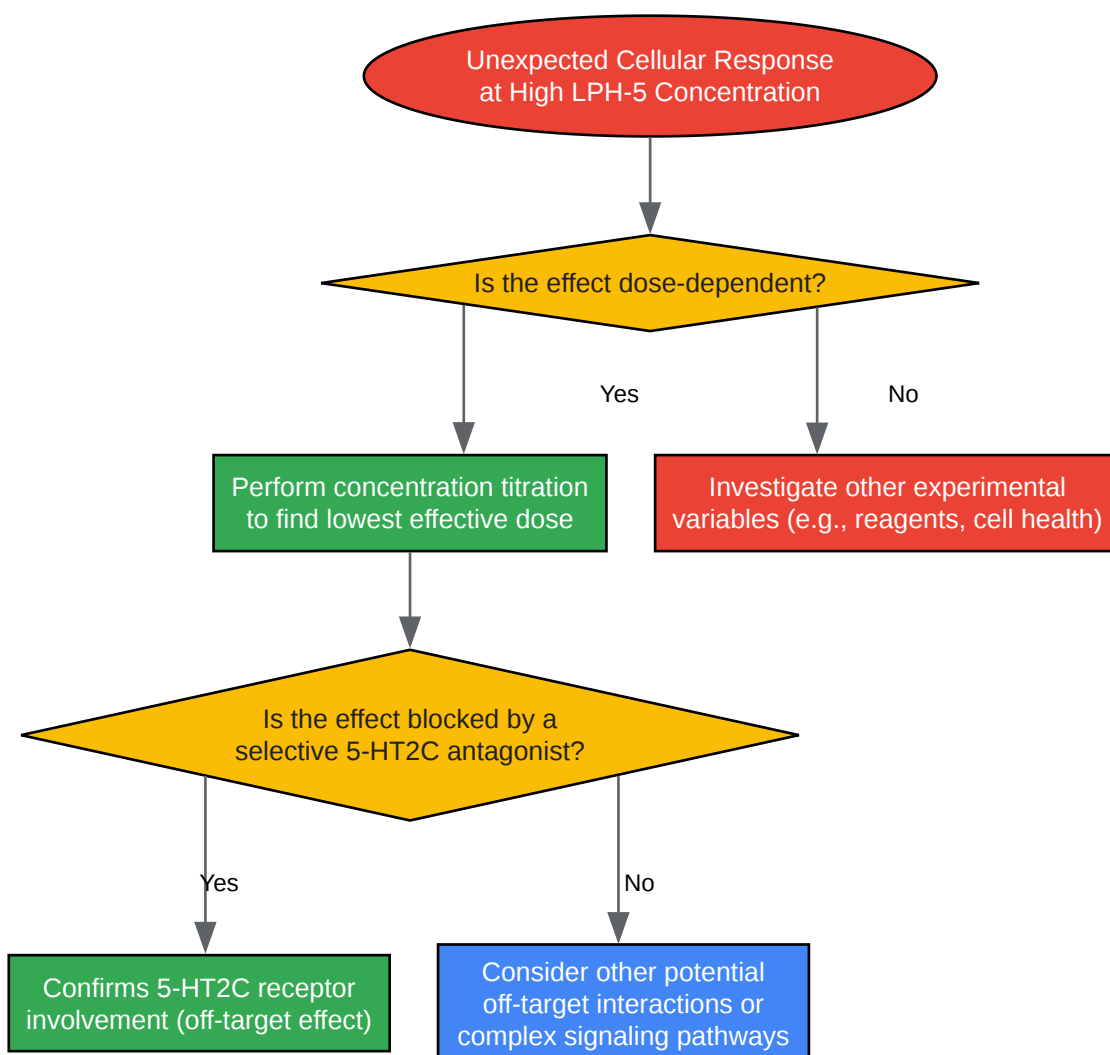 Unexpected Cellular Response
at High LPH-5 Concentration
Is the effect dose-dependent?
Yes
No
Perform concentration titration
to find lowest effective dose
Investigate other experimental
variables (e.g., reagents, cell health)
Is the effect blocked by a
selective 5-HT2C antagonist?
Yes
No
Confirms 5-HT2C receptor
involvement (off-target effect)
Consider other potential
off-target interactions or
complex signaling pathways